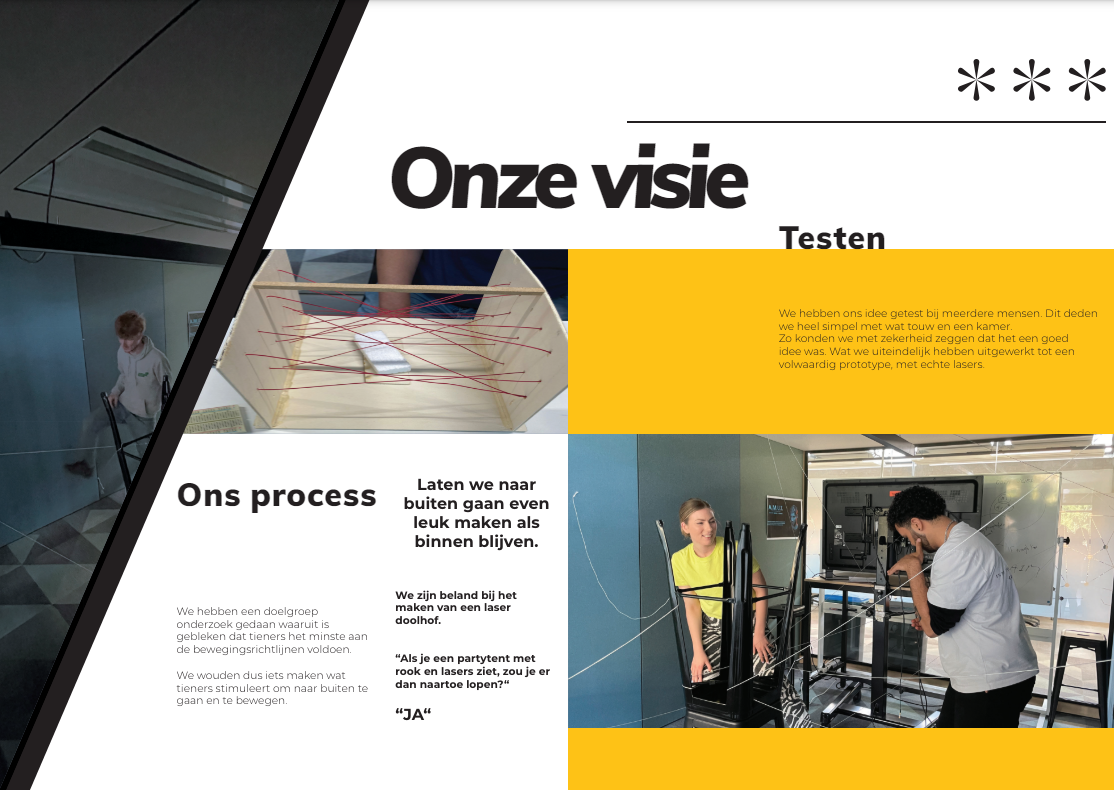 ***
Onze visie
Testen
We hebben ons idee getest bij meerdere mensen. Dit deden
we heel simpel met wat touw en een kamer.
Zo konden we met zekerheid zeggen dat het een goed
idee was. Wat we uiteindelijk hebben uitgewerkt tot een
volwaardig prototype, met echte lasers.
Ons process
We hebben een doelgroep
onderzoek gedaan waaruit is
gebleken dat tieners het minste aan
de bewegingsrichtlijnen voldoen.
We wouden dus iets maken wat
tieners stimuleert om naar buiten te
gaan en te bewegen.
Laten we naar
buiten gaan even
leuk maken als
binnen blijven.
We zijn beland bij het
maken van een laser
doolhof.
“Als je een partytent met
rook en lasers ziet, zou je er
dan naartoe lopen?“
“JA“